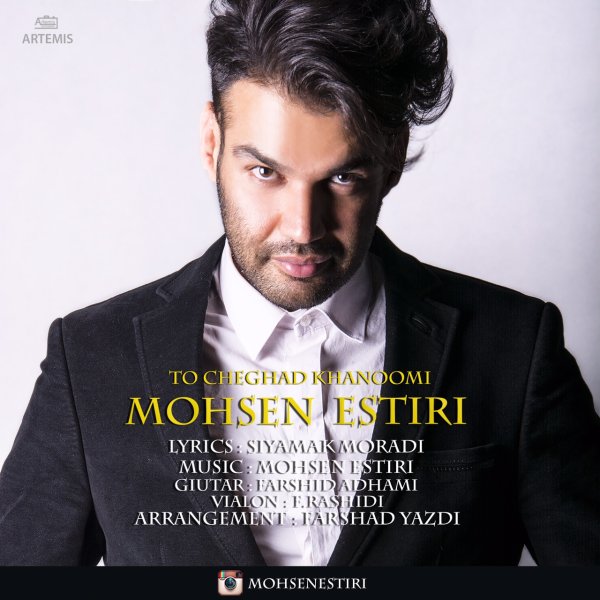 ARTEMIS
TO CHEGHAD KHANOOMI
MOHSEN ESTIRI
LYRICS : SIYAMAK MORADI
MUSIC : MOHSEN ESTIRI
GIUTAR : FARSHID ADHAMI
VIALON : F.RASHIDI
ARRANGEMENT : FARSHAD YAZDI
MOHSENESTIRI